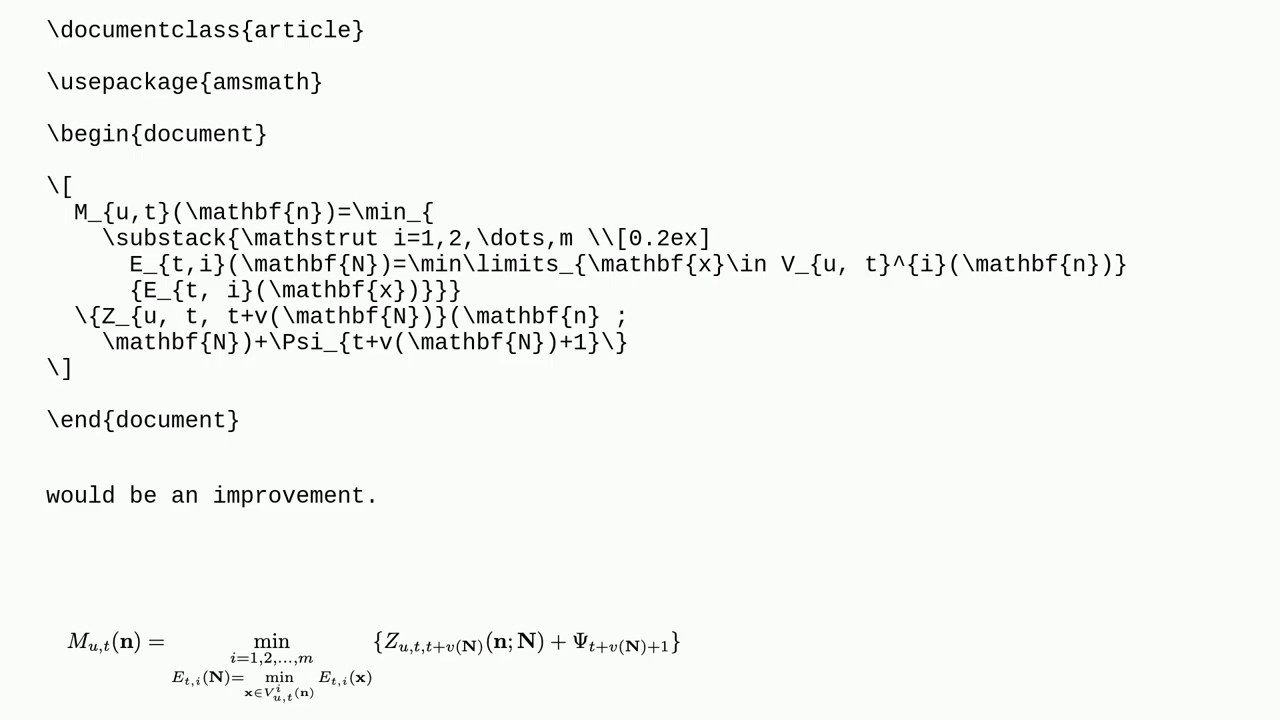 \documentclass{article}
\usepackage{amsmath}
\begin{document}
\[
M_{u,t}(\mathbf{n})=\min_{
\substack{\mathstrut i=1,2,\dots,m \\[0.2ex]
E_{t,i}(\mathbf{N})=\min\limits_{\mathbf{x}\in V_{u, t}^{i}(\mathbf{n})}
{E_{t, i}(\mathbf{x})}}}
\{Z_{u, t, t+v(\mathbf{N})}(\mathbf{n} ;
\mathbf{N})+\Psi_{t+v(\mathbf{N})+1}\}
\]
\end{document}
would be an improvement.
M_{u,t}(n) = min {Z_{u,t,t+v(N)}(n; N) + Ψ_{t+v(N)+1}}
i=1,2,...,m
E_{t,i}(N)= min E_{t,i}(x)
x∈V^i_{u,t}(n)